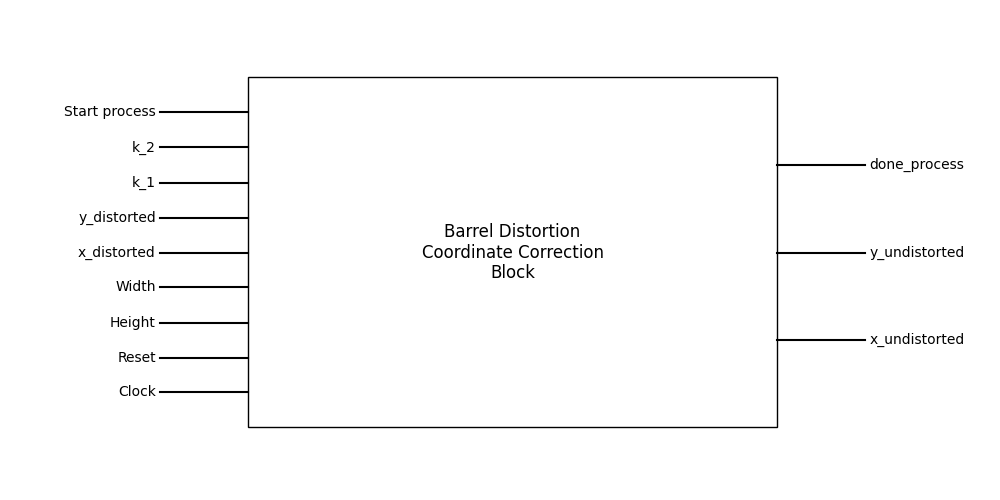 Start process
k_2
k_1
y_distorted
x_distorted
Width
Height
Reset
Clock
Barrel Distortion
Coordinate Correction
Block
done_process
y_undistorted
x_undistorted